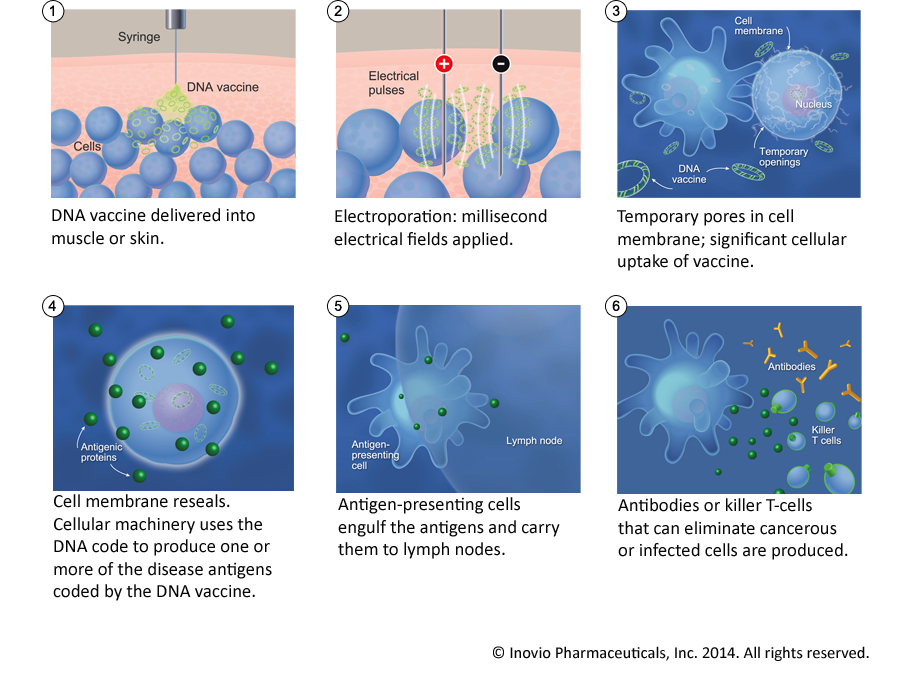 1
Syringe
DNA vaccine
Cells
DNA vaccine delivered into
muscle or skin.
2
+
-
Electrical
pulses
Electroporation: millisecond
electrical fields applied.
3
Cell
membrane
Nucleus
Temporary
openings
DNA
vaccine
Temporary pores in cell
membrane; significant cellular
uptake of vaccine.
4
Antigenic
proteins
Cell membrane reseals.
Cellular machinery uses the
DNA code to produce one or
more of the disease antigens
coded by the DNA vaccine.
5
Antigen-
presenting
cell
Lymph node
Antigen-presenting cells
engulf the antigens and carry
them to lymph nodes.
6
Antibodies
Killer
T cells
Antibodies or killer T-cells
that can eliminate cancerous
or infected cells are produced.
© Inovio Pharmaceuticals, Inc. 2014. All rights reserved.